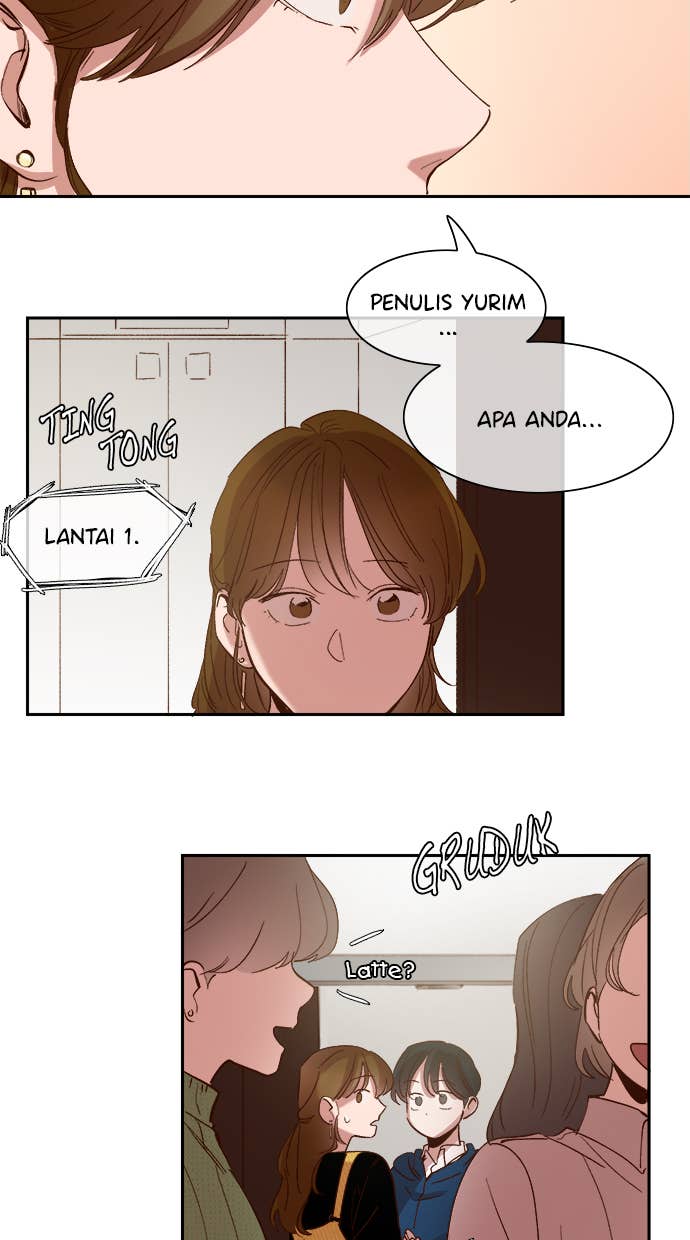 PENULIS YURIM
...
APA ANDA...
TING
TONG
LANTAI 1.
GRUDUK
Latte?